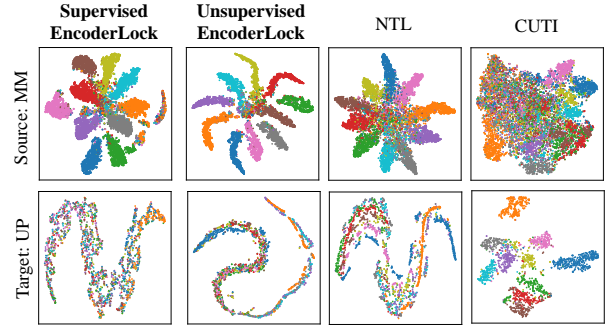 Supervised
EncoderLock
Unsupervised
EncoderLock
NTL
CUTI
Source: MM
Target: UP